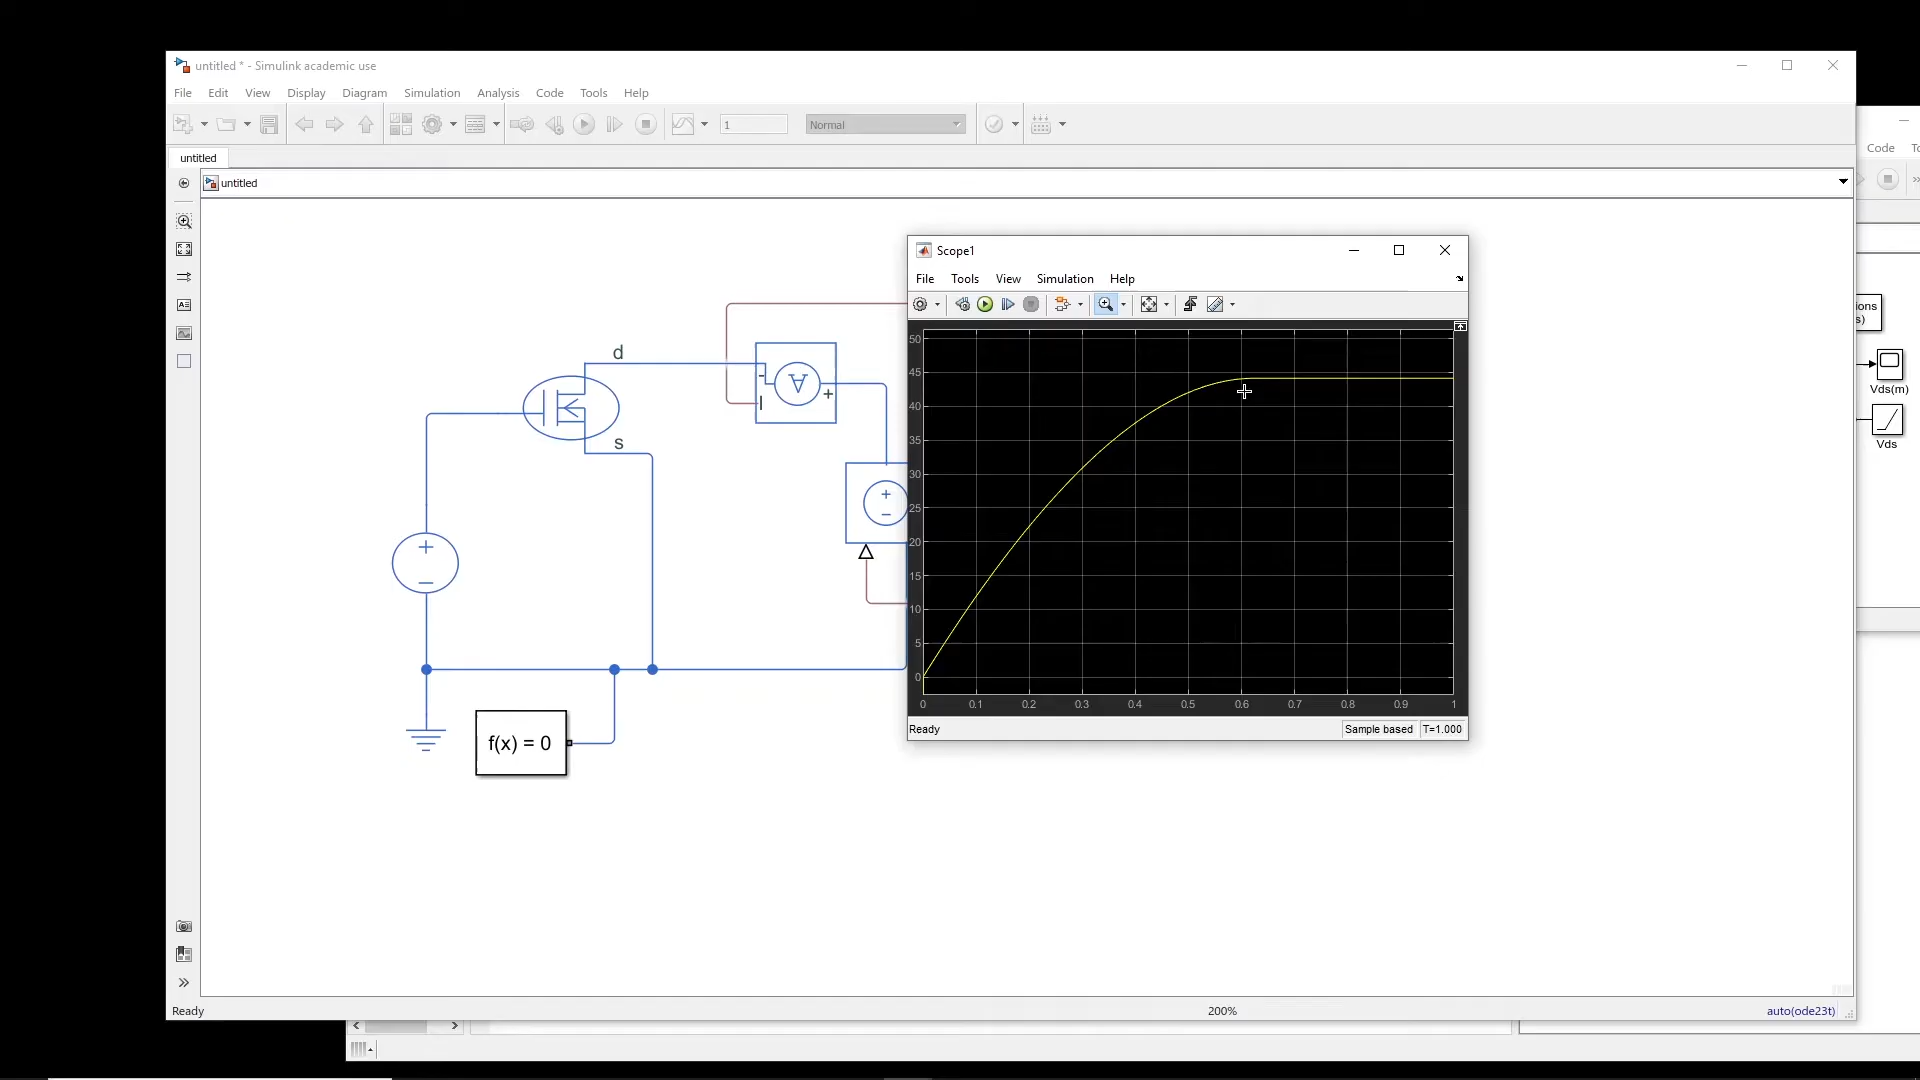 untitled * - Simulink academic use
File Edit View Display Diagram Simulation Analysis Code Tools Help
1 Normal
untitled
untitled
Code
Scope1
File Tools View Simulation Help
d
s
A
-
+
I
+
-
+
-
f(x) = 0
50
45
40
35
30
25
20
15
10
5
0
0 0.1 0.2 0.3 0.4 0.5 0.6 0.7 0.8 0.9 1
Ready Sample based T=1.000
Vds(m)
Vds
Ready 200% auto(ode23t)